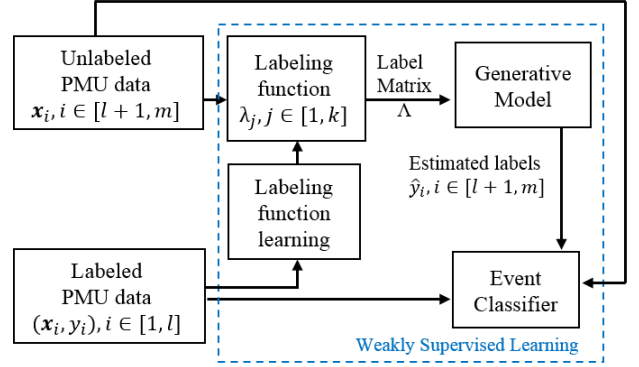 Unlabeled
PMU data
𝒙ᵢ, i ∈ [l + 1, m]
Labeling
function
λⱼ, j ∈ [1, k]
Label
Matrix
Λ
Generative
Model
Estimated labels
ŷᵢ, i ∈ [l + 1, m]
Labeling
function
learning
Labeled
PMU data
(𝒙ᵢ, yᵢ), i ∈ [1, l]
Event
Classifier
Weakly Supervised Learning